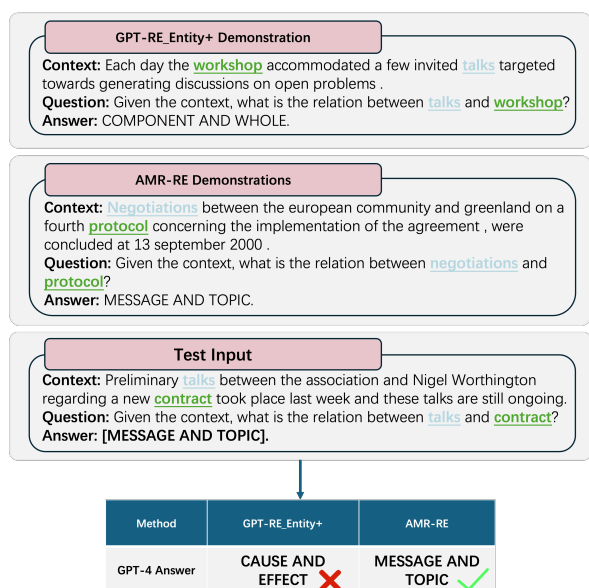 GPT-RE_Entity+ Demonstration
Context: Each day the workshop accommodated a few invited talks targeted
towards generating discussions on open problems .
Question: Given the context, what is the relation between talks and workshop?
Answer: COMPONENT AND WHOLE.
AMR-RE Demonstrations
Context: Negotiations between the european community and greenland on a
fourth protocol concerning the implementation of the agreement , were
concluded at 13 september 2000 .
Question: Given the context, what is the relation between negotiations and
protocol?
Answer: MESSAGE AND TOPIC.
Test Input
Context: Preliminary talks between the association and Nigel Worthington
regarding a new contract took place last week and these talks are still ongoing.
Question: Given the context, what is the relation between talks and contract?
Answer: [MESSAGE AND TOPIC].
Method GPT-RE_Entity+ AMR-RE
GPT-4 Answer CAUSE AND MESSAGE AND
EFFECT TOPIC